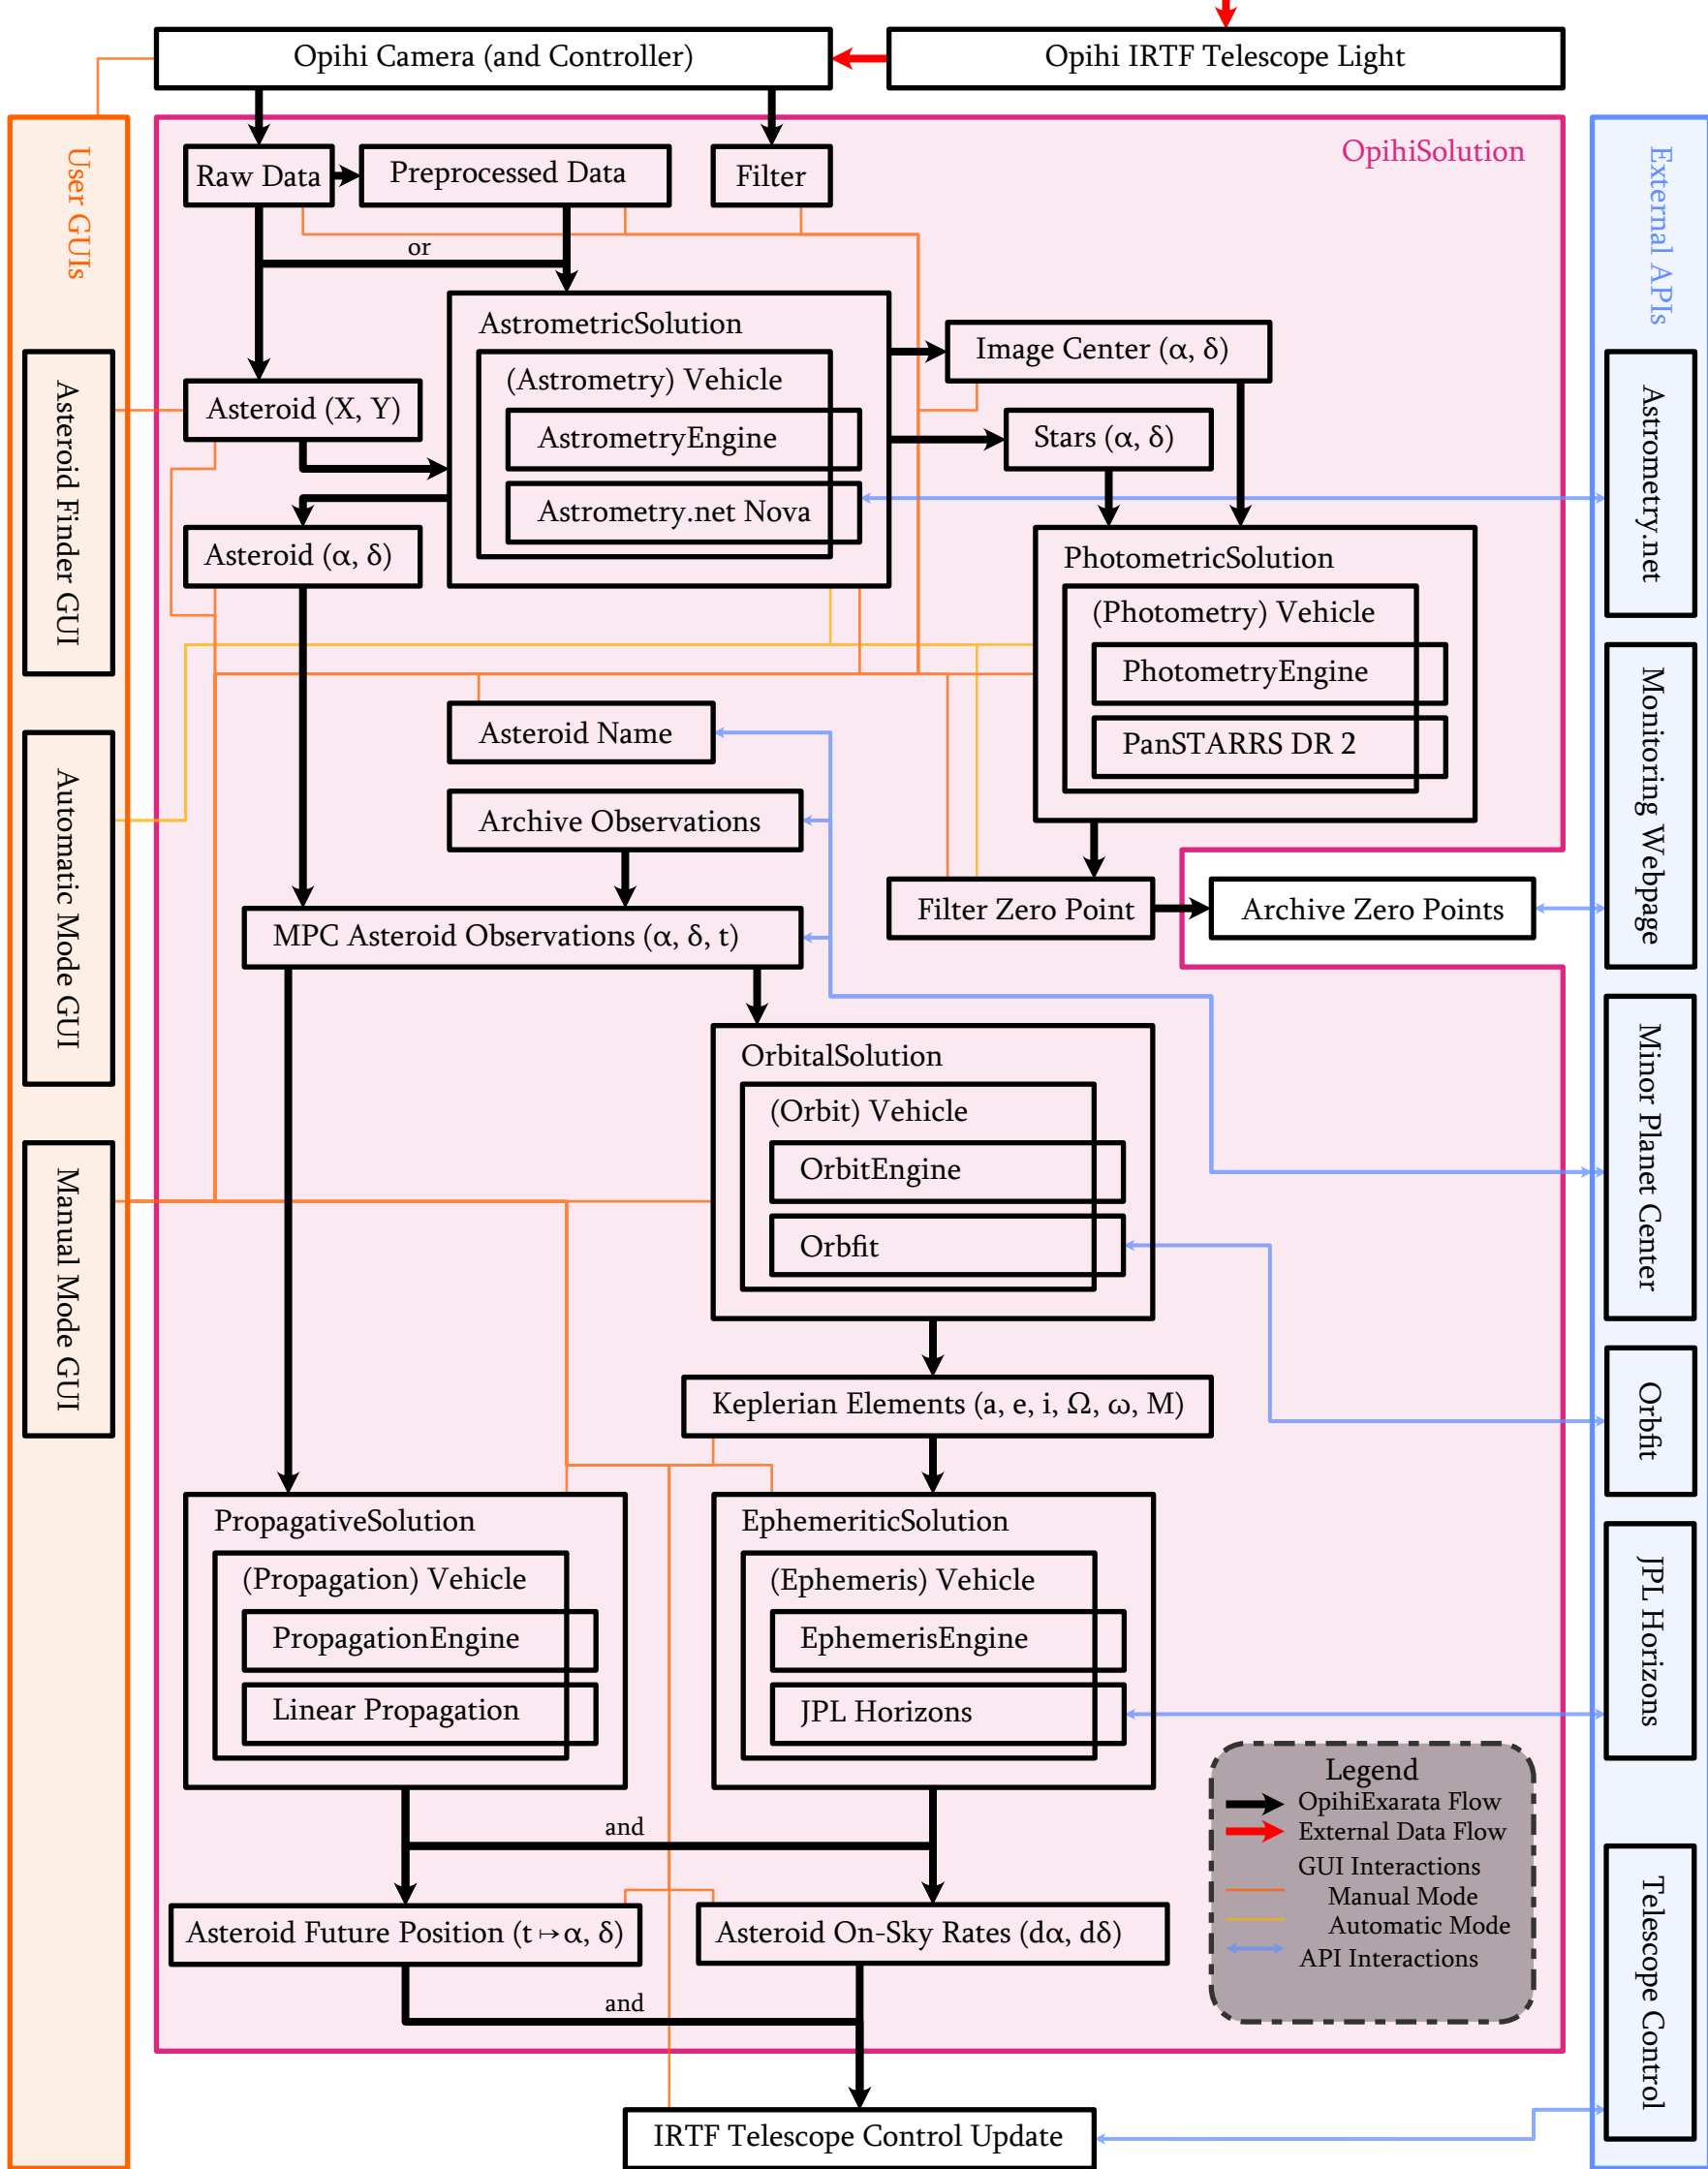 Opihi Camera (and Controller)
Opihi IRTF Telescope Light
User GUIs
OpihiSolution
External APIs
Raw Data
Preprocessed Data
Filter
or
AstrometricSolution
(Astrometry) Vehicle
AstrometryEngine
Astrometry.net Nova
Image Center (α, δ)
Stars (α, δ)
Asteroid (X, Y)
Asteroid (α, δ)
Asteroid Finder GUI
Astrometry.net
PhotometricSolution
(Photometry) Vehicle
PhotometryEngine
PanSTARRS DR 2
Asteroid Name
Archive Observations
Automatic Mode GUI
Monitoring Webpage
MPC Asteroid Observations (α, δ, t)
Filter Zero Point
Archive Zero Points
OrbitalSolution
(Orbit) Vehicle
OrbitEngine
Orbfit
Manual Mode GUI
Minor Planet Center
Keplerian Elements (a, e, i, Ω, ω, M)
Orbfit
PropagativeSolution
(Propagation) Vehicle
PropagationEngine
Linear Propagation
EphemeriticSolution
(Ephemeris) Vehicle
EphemerisEngine
JPL Horizons
JPL Horizons
and
Legend
OpihiExarata Flow
External Data Flow
GUI Interactions
Manual Mode
Automatic Mode
API Interactions
Asteroid Future Position (t ↦ α, δ)
Asteroid On-Sky Rates (dα, dδ)
and
Telescope Control
IRTF Telescope Control Update